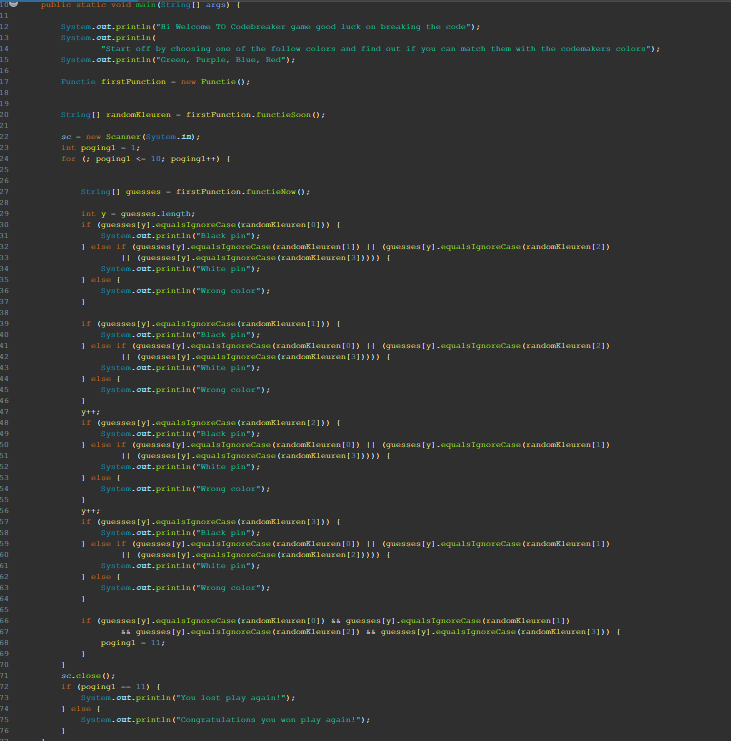 10 public static void main(String[] args) {
11
12 System.out.println("Hi Welcome TO Codebreaker game good luck on breaking the code");
13 System.out.println(
14 "Start off by choosing one of the follow colors and find out if you can match them with the codemakers colors");
15 System.out.println("Green, Purple, Blue, Red");
16
17 Functie firstFunction = new Functie();
18
19
20 String[] randomKleuren = firstFunction.functieSoon();
21
22 sc = new Scanner(System.in);
23 int poging1 = 1;
24 for (; poging1 <= 10; poging1++) {
25
26
27 String[] guesses = firstFunction.functieNow();
28
29 int y = guesses.length;
30 if (guesses[y].equalsIgnoreCase(randomKleuren[0])) {
31 System.out.println("Black pin");
32 } else if (guesses[y].equalsIgnoreCase(randomKleuren[1]) || (guesses[y].equalsIgnoreCase(randomKleuren[2])
33 || (guesses[y].equalsIgnoreCase(randomKleuren[3])))) {
34 System.out.println("White pin");
35 } else {
36 System.out.println("Wrong color");
37 }
38
39 if (guesses[y].equalsIgnoreCase(randomKleuren[1])) {
40 System.out.println("Black pin");
41 } else if (guesses[y].equalsIgnoreCase(randomKleuren[0]) || (guesses[y].equalsIgnoreCase(randomKleuren[2])
42 || (guesses[y].equalsIgnoreCase(randomKleuren[3])))) {
43 System.out.println("White pin");
44 } else {
45 System.out.println("Wrong color");
46 }
47 y++;
48 if (guesses[y].equalsIgnoreCase(randomKleuren[2])) {
49 System.out.println("Black pin");
50 } else if (guesses[y].equalsIgnoreCase(randomKleuren[0]) || (guesses[y].equalsIgnoreCase(randomKleuren[1])
51 || (guesses[y].equalsIgnoreCase(randomKleuren[3])))) {
52 System.out.println("White pin");
53 } else {
54 System.out.println("Wrong color");
55 }
56 y++;
57 if (guesses[y].equalsIgnoreCase(randomKleuren[3])) {
58 System.out.println("Black pin");
59 } else if (guesses[y].equalsIgnoreCase(randomKleuren[0]) || (guesses[y].equalsIgnoreCase(randomKleuren[1])
60 || (guesses[y].equalsIgnoreCase(randomKleuren[2])))) {
61 System.out.println("White pin");
62 } else {
63 System.out.println("Wrong color");
64 }
65
66 if (guesses[y].equalsIgnoreCase(randomKleuren[0]) && guesses[y].equalsIgnoreCase(randomKleuren[1])
67 && guesses[y].equalsIgnoreCase(randomKleuren[2]) && guesses[y].equalsIgnoreCase(randomKleuren[3])) {
68 poging1 = 11;
69 }
70 }
71 sc.close();
72 if (poging1 == 11) {
73 System.out.println("You lost play again!");
74 } else {
75 System.out.println("Congratulations you won play again!");
76 }